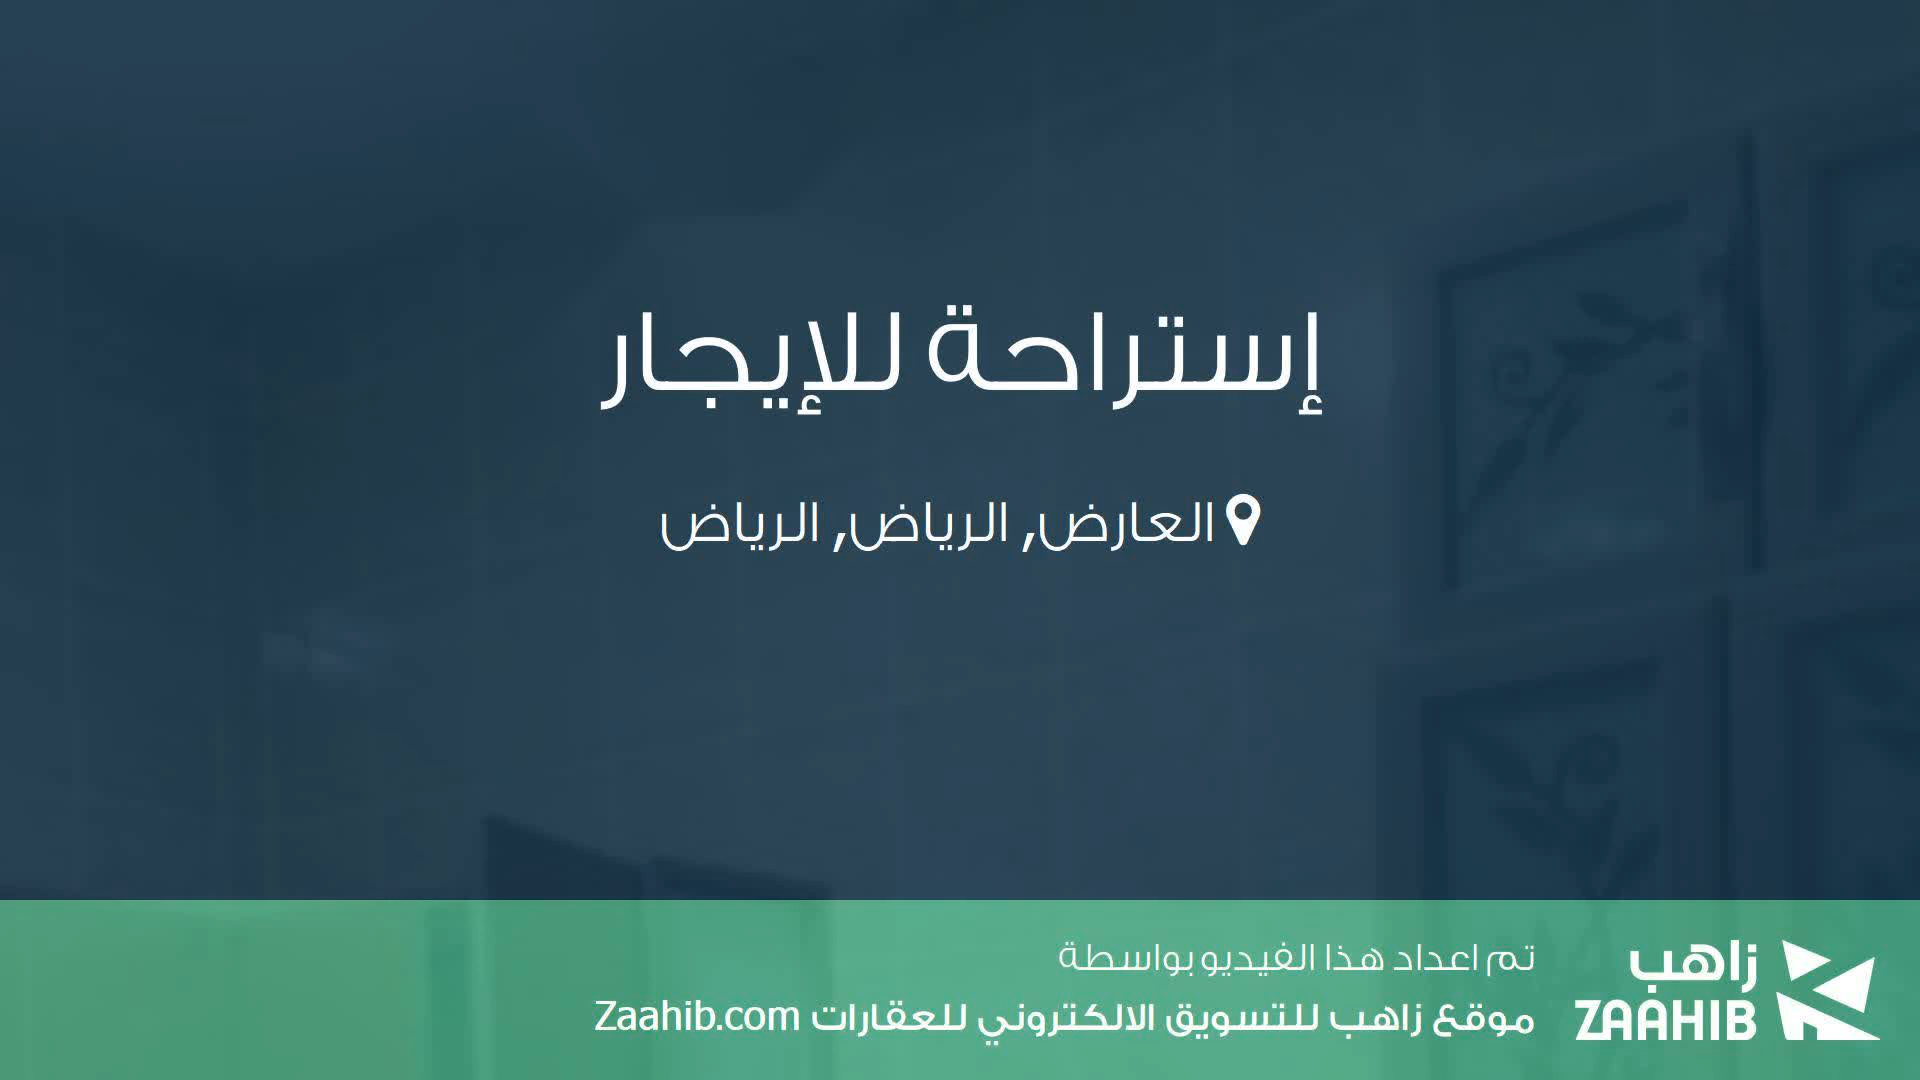 إستراحة للإيجار
العارض, الرياض, الرياض
تم اعداد هذا الفيديو بواسطة
موقع زاهب للتسويق الالكتروني للعقارات Zaahib.com
زاهب
ZAAHIB